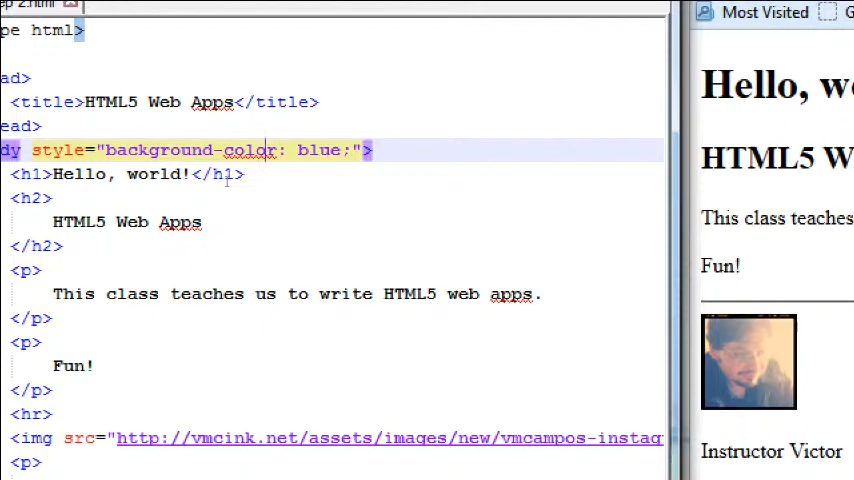 ep 2.html
Most Visited
pe html>
ead>
<title>HTML5 Web Apps</title>
ead>
dy style="background-color: blue;">
<h1>Hello, world!</h1>
<h2>
HTML5 Web Apps
</h2>
<p>
This class teaches us to write HTML5 web apps.
</p>
<p>
Fun!
</p>
<hr>
<img src="http://vmcink.net/assets/images/new/vmcampos-instag
<p>
Hello, w
HTML5 W
This class teaches
Fun!
Instructor Victor